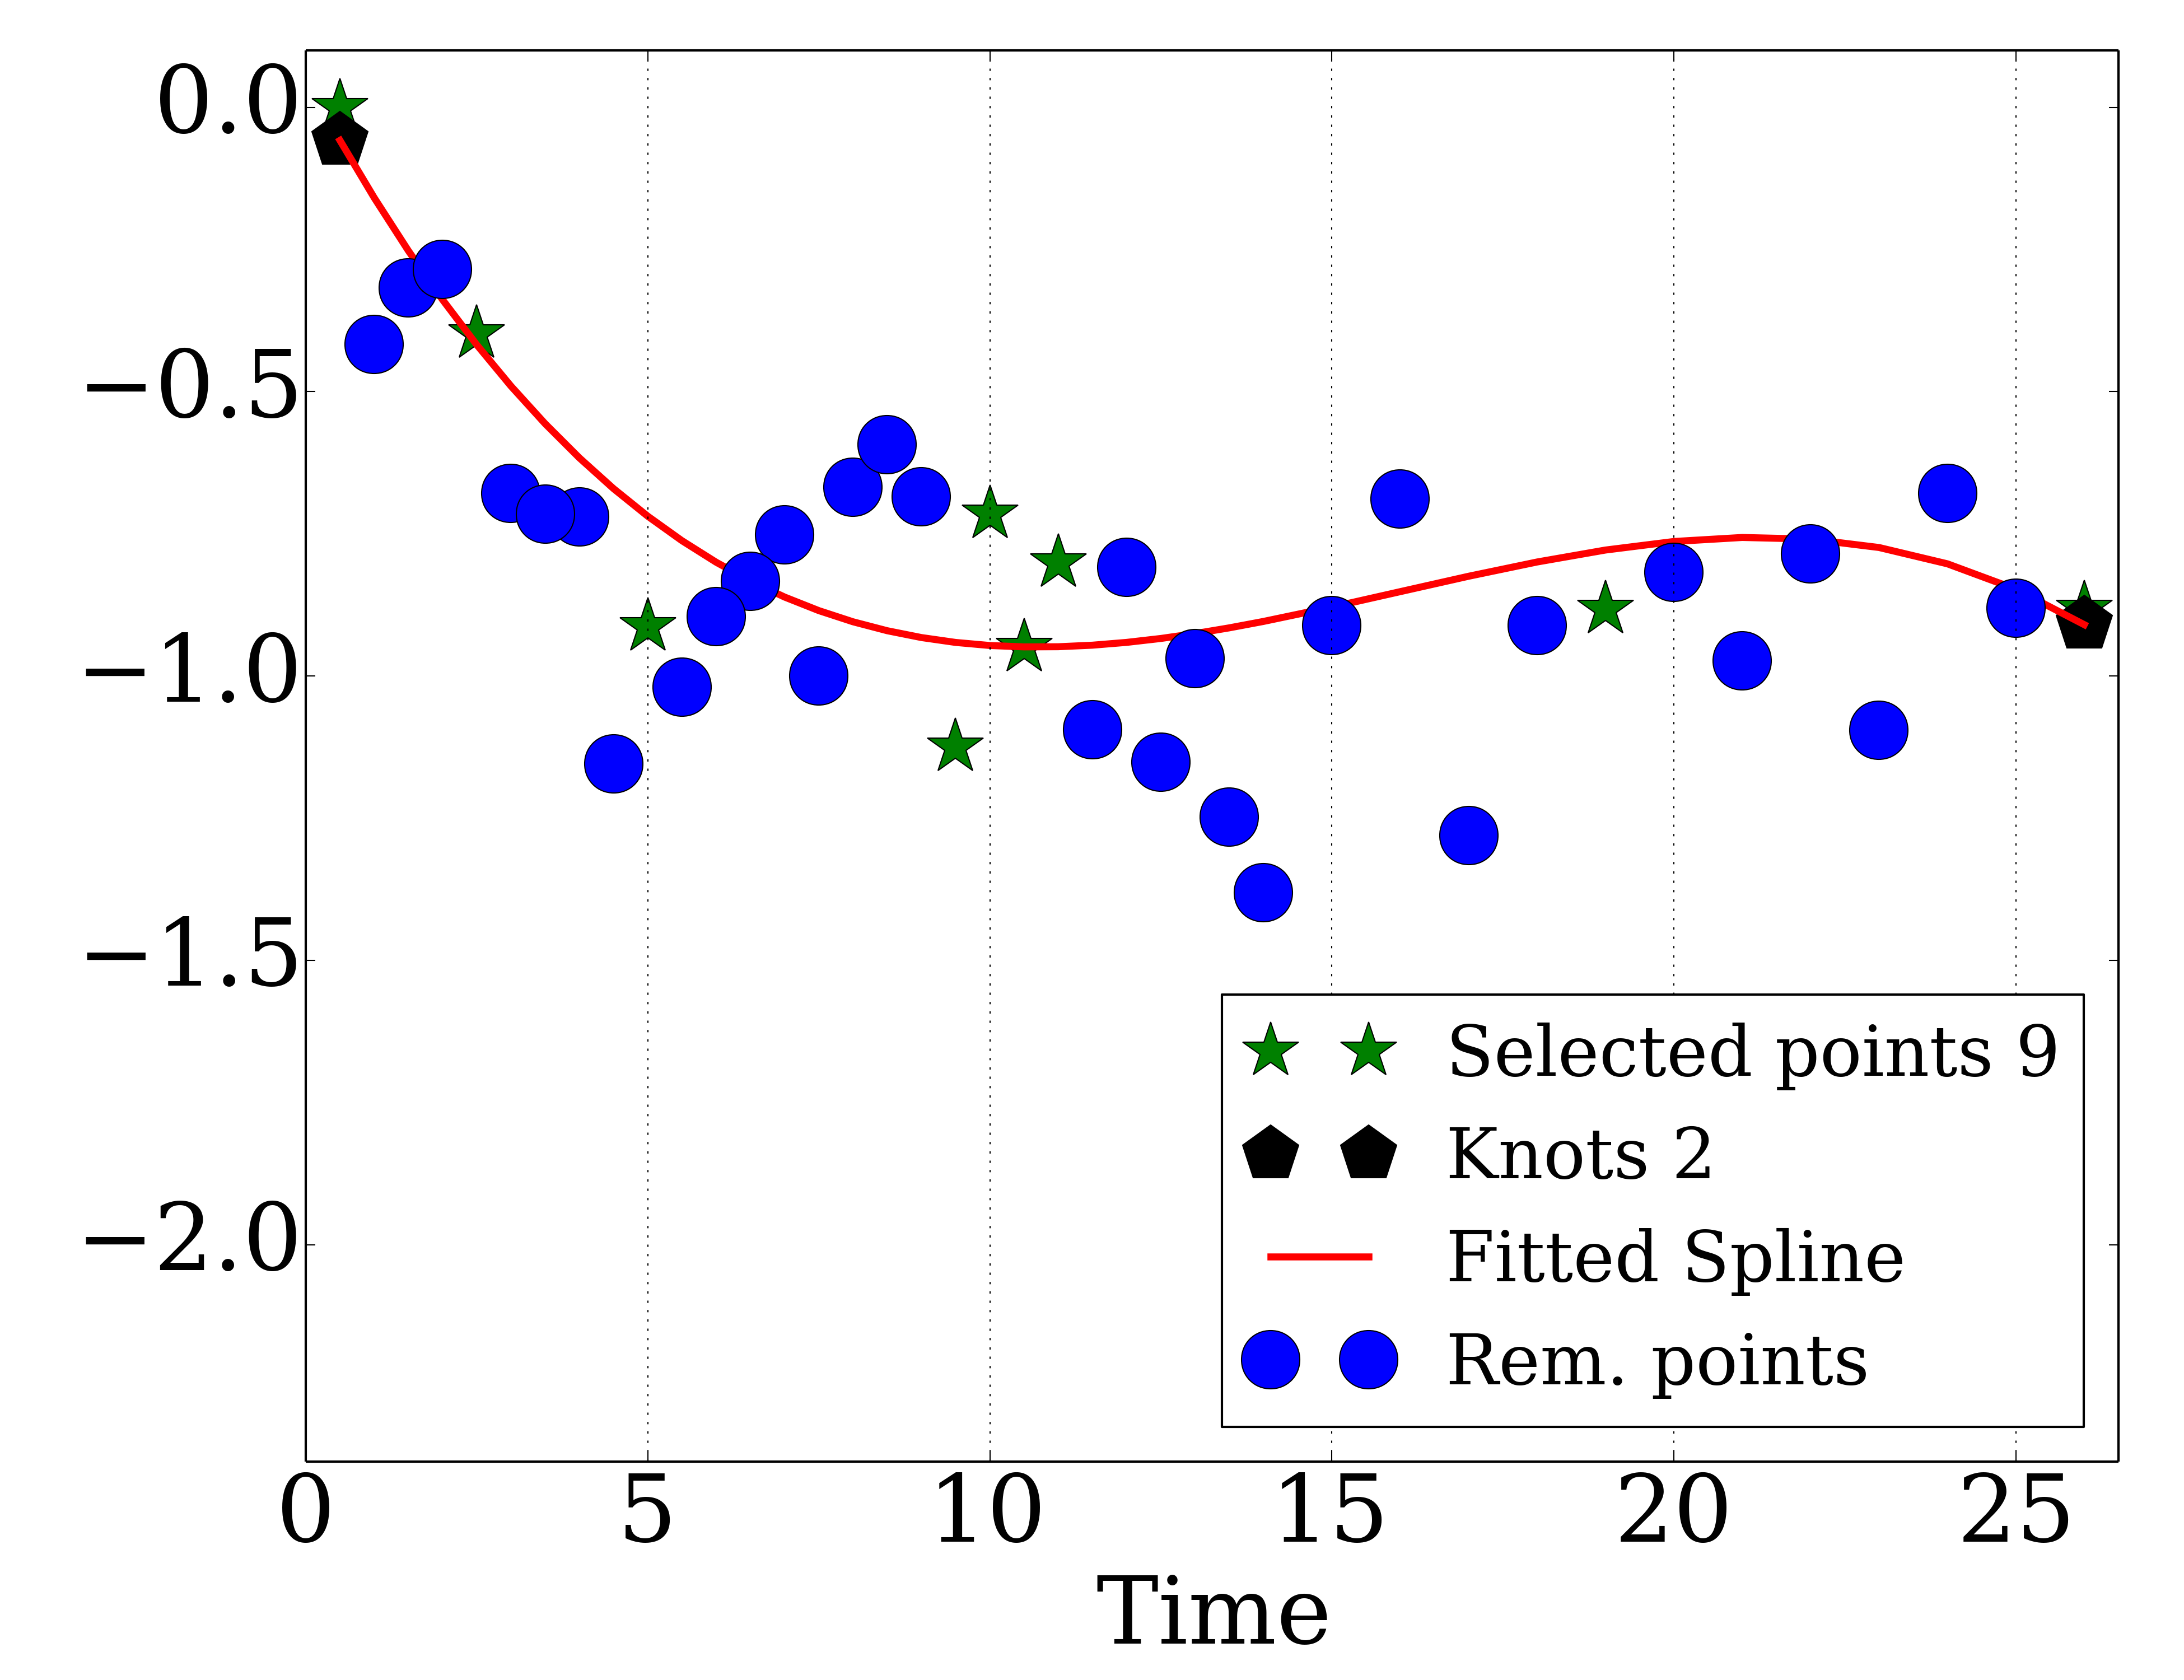 0.0
−0.5
−1.0
−1.5
−2.0
Selected points 9
Knots 2
Fitted Spline
Rem. points
0 5 10 15 20 25
Time